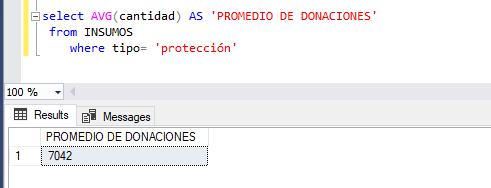 select AVG(cantidad) AS 'PROMEDIO DE DONACIONES'
from INSUMOS
where tipo= 'protección'
100 %
Results Messages
PROMEDIO DE DONACIONES
1 7042